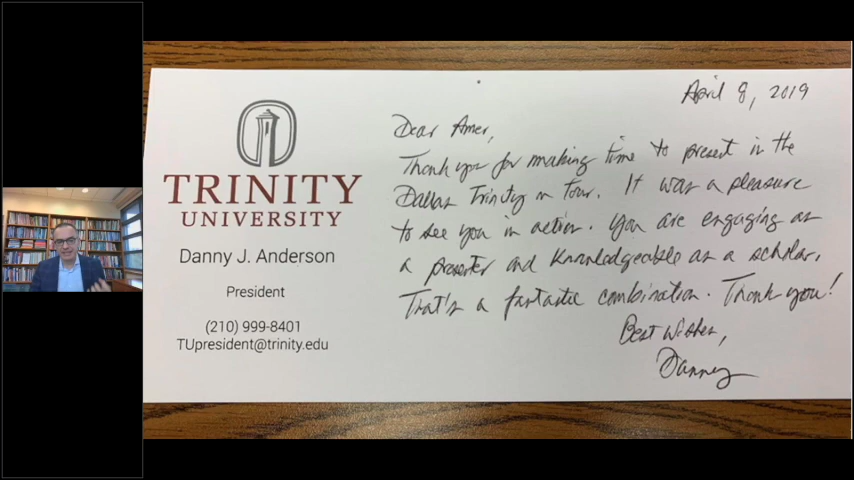 TRINITY
UNIVERSITY
Danny J. Anderson
President
(210) 999-8401
TUpresident@trinity.edu
April 8, 2019
Dear Amer,
Thank you for making time to present in the
Dallas Trinity on Tour. It was a pleasure
to see you in action. You are engaging as
a presenter and knowledgeable as a scholar.
That's a fantastic combination. Thank you!
Best wishes,
Danny